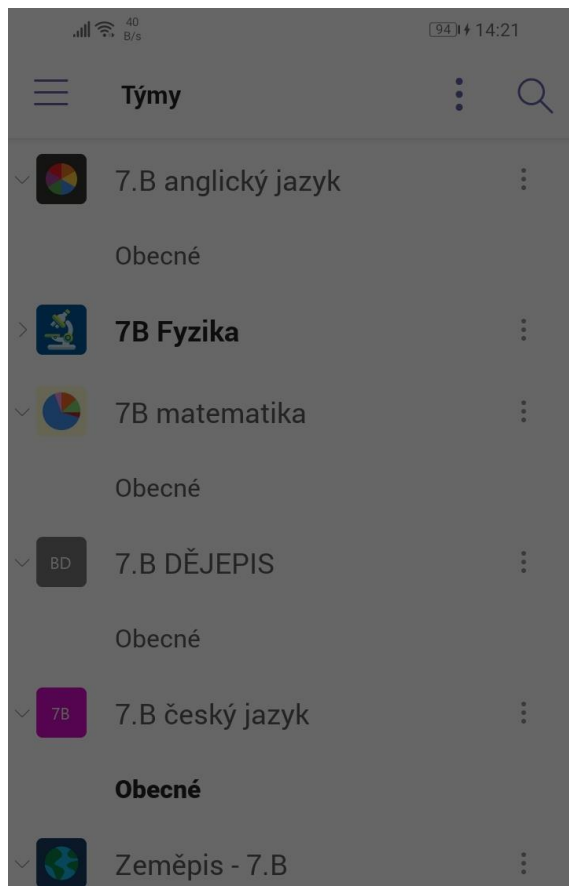 40
B/s
94 14:21
Týmy
7.B anglický jazyk
Obecné
7B Fyzika
7B matematika
Obecné
BD 7.B DĚJEPIS
Obecné
7B 7.B český jazyk
Obecné
Zeměpis - 7.B